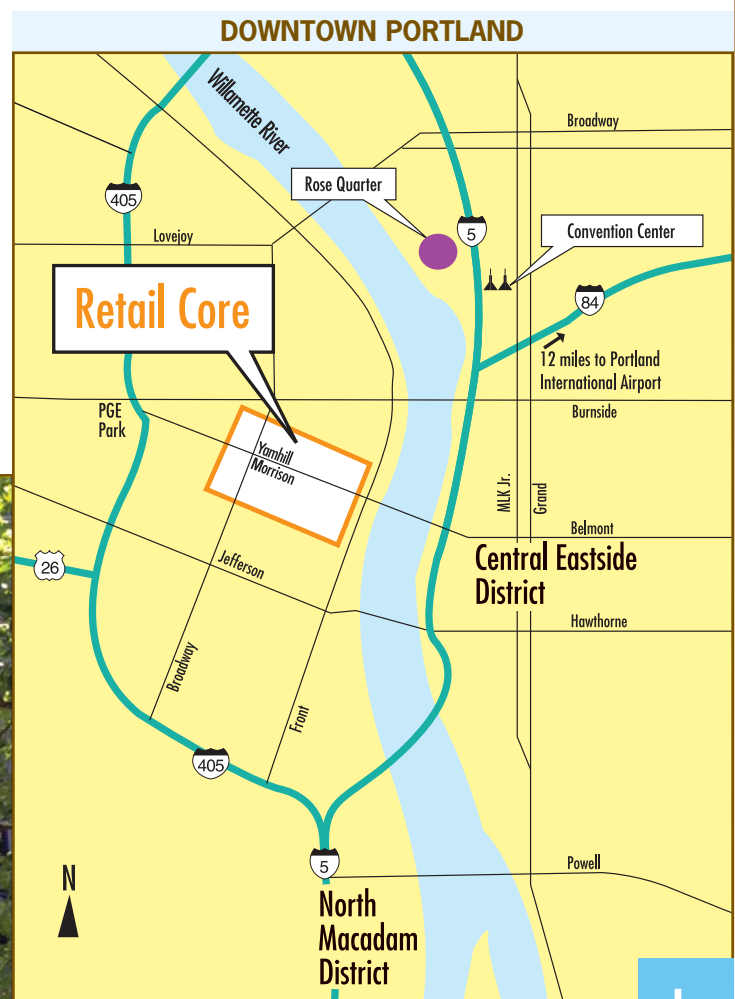 DOWNTOWN PORTLAND
Willamette River
Broadway
Rose Quarter
405
5
Convention Center
Lovejoy
84
Retail Core
12 miles to Portland
International Airport
PGE
Park
Burnside
Yamhill
Morrison
MLK Jr.
Grand
Belmont
Central Eastside
District
Jefferson
26
Hawthorne
Broadway
Front
405
5
Powell
N
North
Macadam
District